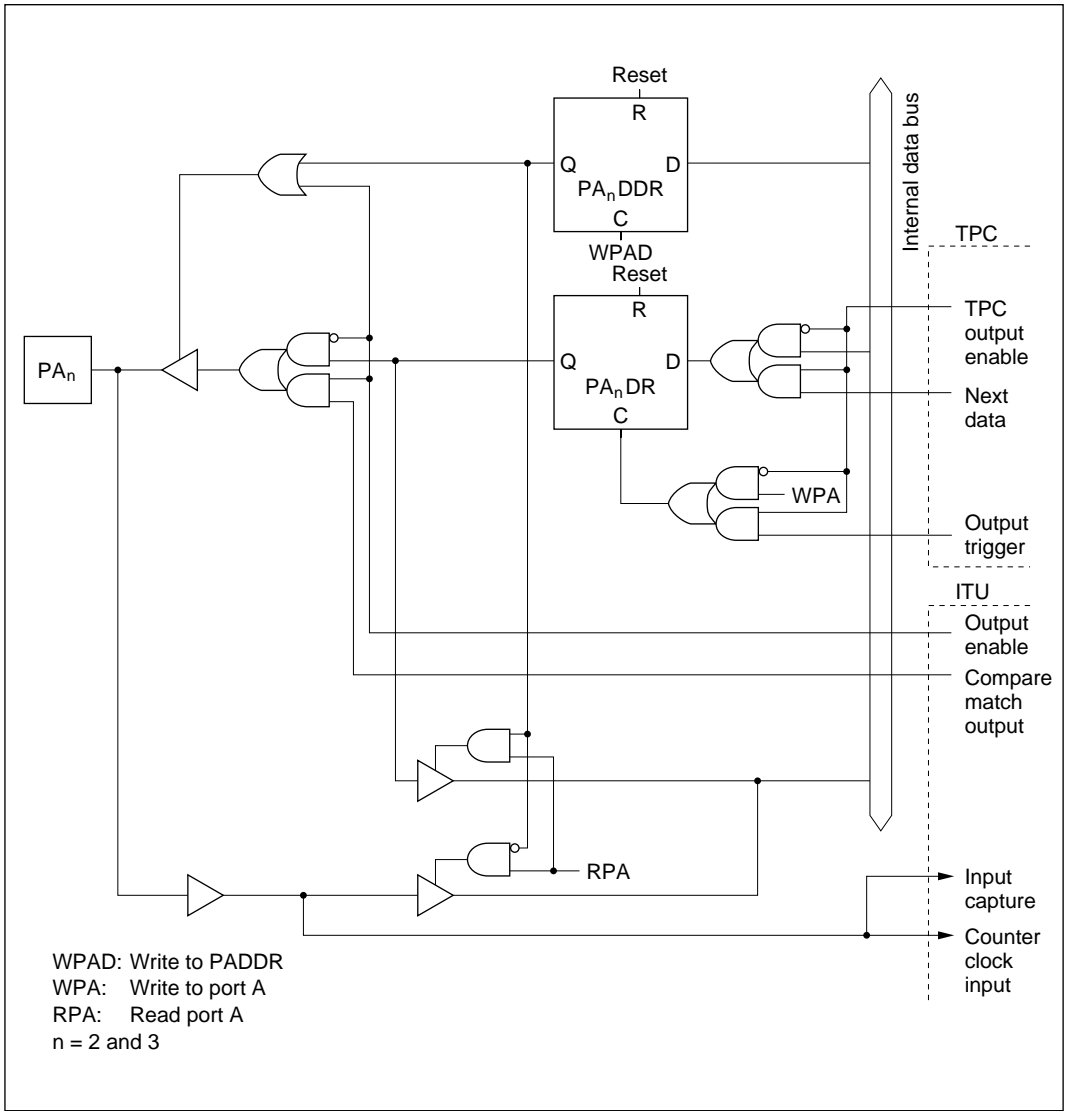 Reset
R
Q
D
PAnDDR
C
WPAD
Internal data bus
TPC
Reset
R
Q
D
PAnDR
C
PAn
TPC
output
enable
Next
data
WPA
Output
trigger
ITU
Output
enable
Compare
match
output
RPA
Input
capture
Counter
clock
input
WPAD: Write to PADDR
WPA: Write to port A
RPA: Read port A
n = 2 and 3